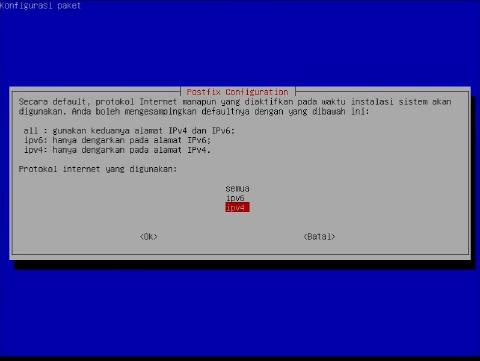 Konfigurasi paket
Postfix Configuration
Secara default, protokol Internet manapun yang diaktifkan pada waktu instalasi sistem akan
digunakan. Anda boleh mengesampingkan defaultnya dengan yang dibawah ini:
all : gunakan keduanya alamat IPv4 dan IPv6;
ipv6: hanya dengarkan pada alamat IPv6;
ipv4: hanya dengarkan pada alamat IPv4.
Protokol internet yang digunakan:
semua
ipv6
ipv4
<Ok> <Batal>